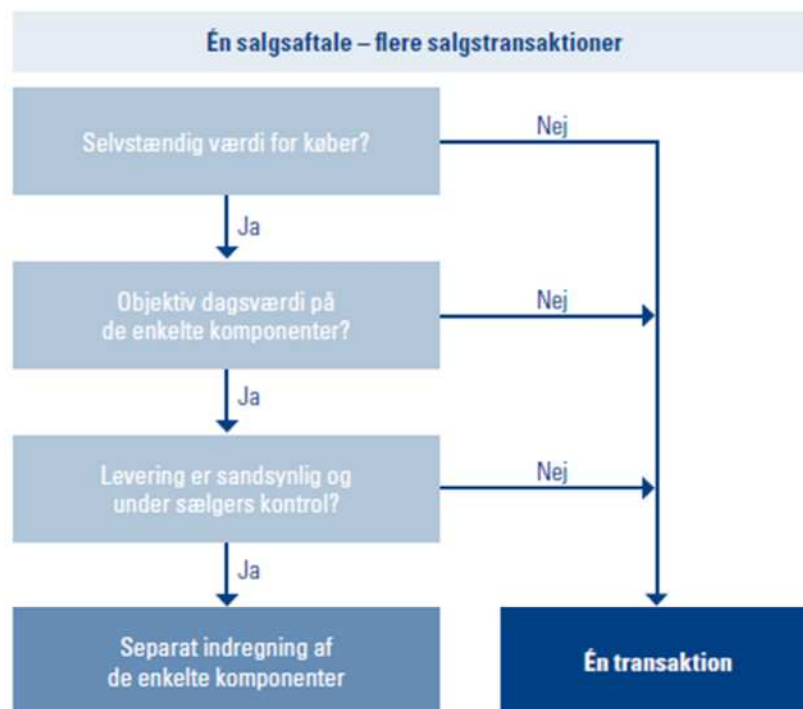 Én salgsaftale – flere salgstransaktioner
Selvstændig værdi for køber?
Nej
Ja
Objektiv dagsværdi på
de enkelte komponenter?
Nej
Ja
Levering er sandsynlig og
under sælgers kontrol?
Nej
Ja
Separat indregning af
de enkelte komponenter
Én transaktion